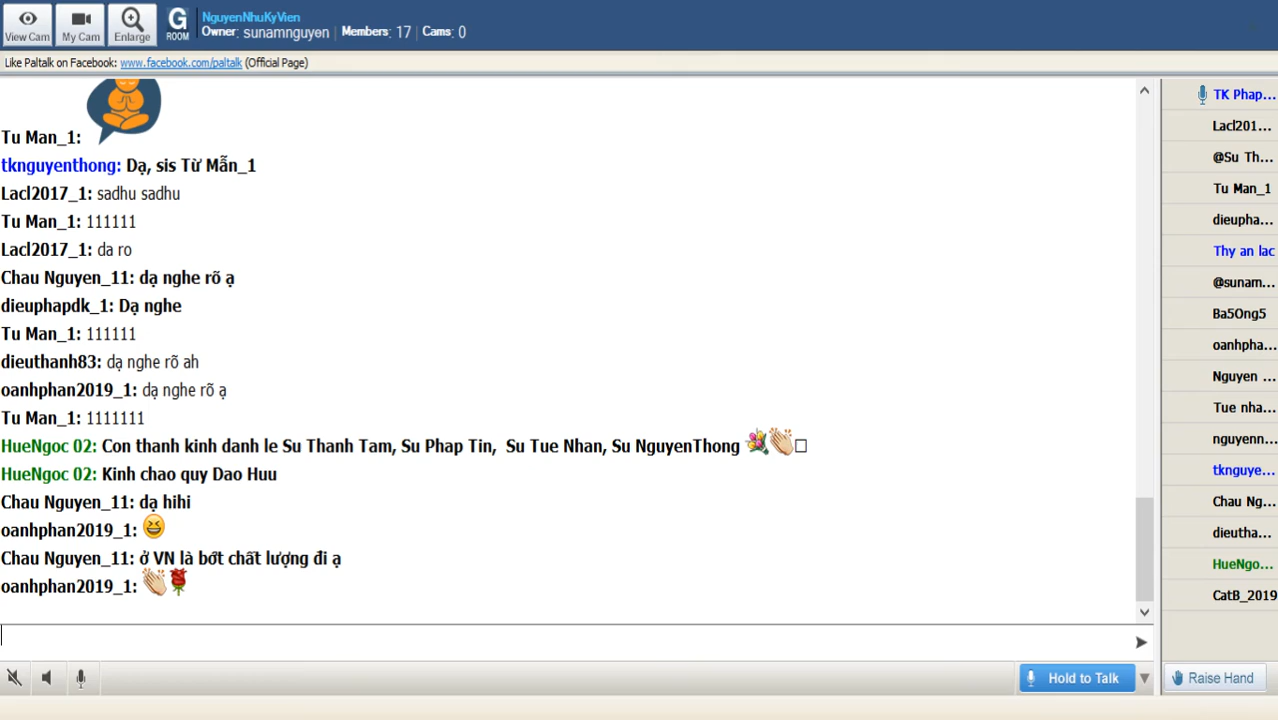 View Cam
My Cam
Enlarge
G
ROOM
NguyenNhuKyVien
Owner: sunamnguyen | Members: 17 | Cams: 0
Like Paltalk on Facebook: www.facebook.com/paltalk (Official Page)
Tu Man_1:
tknguyenthong: Dạ, sis Từ Mẫn_1
Lacl2017_1: sadhu sadhu
Tu Man_1: 111111
Lacl2017_1: da ro
Chau Nguyen_11: dạ nghe rõ ạ
dieuphapdk_1: Dạ nghe
Tu Man_1: 111111
dieuthanh83: dạ nghe rõ ah
oanhphan2019_1: dạ nghe rõ ạ
Tu Man_1: 1111111
HueNgoc 02: Con thanh kinh danh le Su Thanh Tam, Su Phap Tin, Su Tue Nhan, Su NguyenThong 💐👏□
HueNgoc 02: Kinh chao quy Dao Huu
Chau Nguyen_11: dạ hihi
oanhphan2019_1: 😆
Chau Nguyen_11: ở VN là bớt chất lượng đi ạ
oanhphan2019_1: 👏🌹
TK Phap...
Lacl201...
@Su Th...
Tu Man_1
dieupha...
Thy an lac
@sunam...
Ba5Ong5
oanhpha...
Nguyen ...
Tue nha...
nguyenn...
tknguye...
Chau Ng...
dieutha...
HueNgo...
CatB_2019
Hold to Talk
Raise Hand